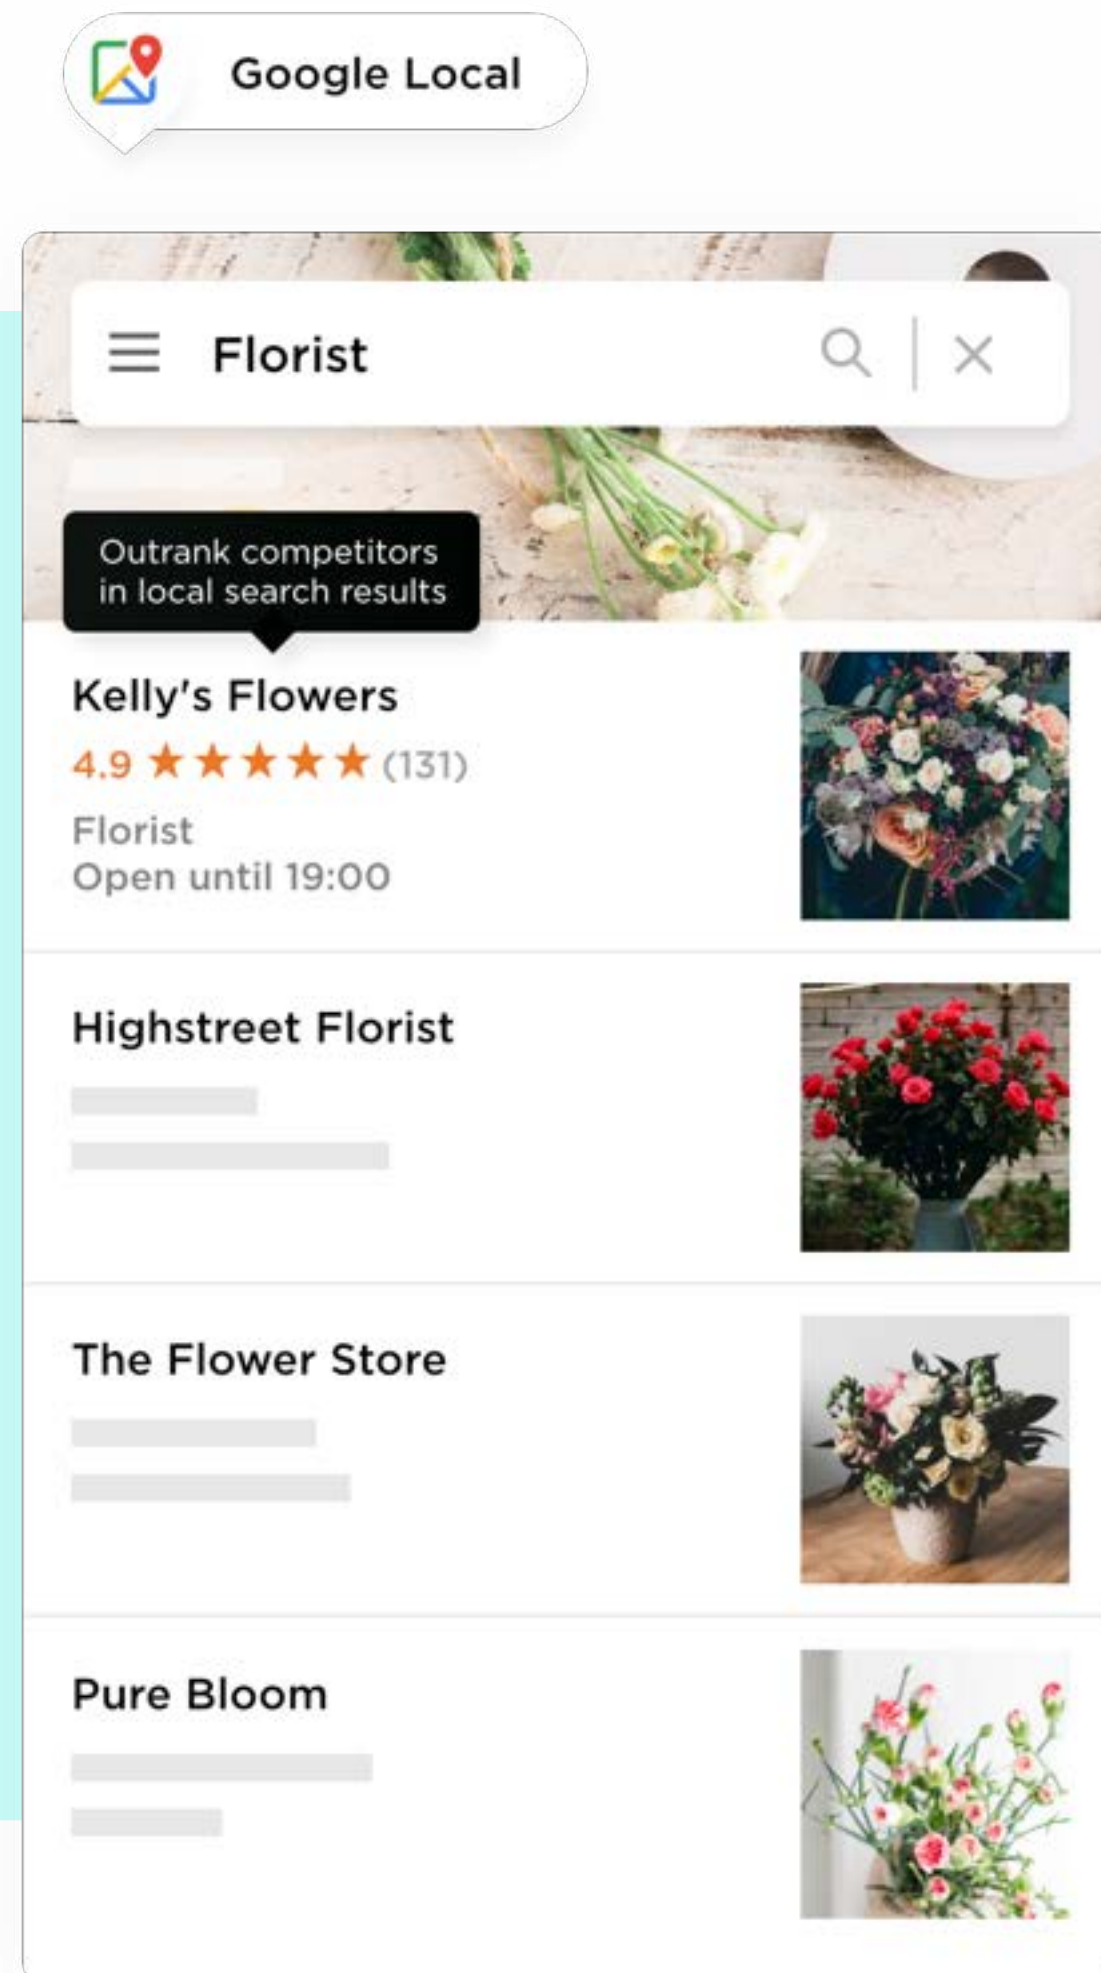 Google Local
Florist
Outrank competitors
in local search results
Kelly's Flowers
4.9 ★★★★★ (131)
Florist
Open until 19:00
Highstreet Florist
The Flower Store
Pure Bloom